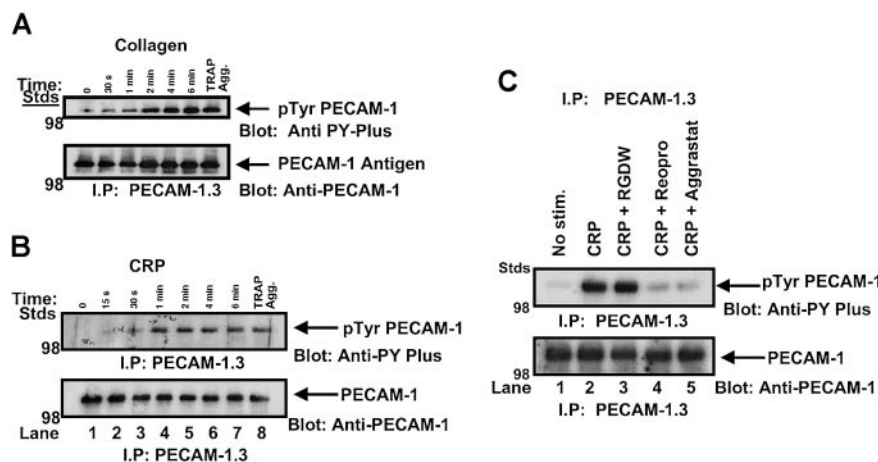 A
Collagen
Time: 0 30 s 1 min 2 min 4 min 6 min TRAP Agg.
Stds
98
pTyr PECAM-1
Blot: Anti PY-Plus
PECAM-1 Antigen
98
I.P: PECAM-1.3 Blot: Anti-PECAM-1
B
CRP
Time: 0 15 s 30 s 1 min 2 min 4 min 6 min TRAP Agg.
Stds
pTyr PECAM-1
98
I.P: PECAM-1.3 Blot: Anti-PY Plus
PECAM-1
98
Blot: Anti-PECAM-1
Lane 1 2 3 4 5 6 7 8
I.P: PECAM-1.3
C
I.P: PECAM-1.3
No stim. CRP CRP + RGDW CRP + Reopro CRP + Aggrastat
Stds
pTyr PECAM-1
98
Blot: Anti-PY Plus
I.P: PECAM-1.3
PECAM-1
98
Lane 1 2 3 4 5 Blot: Anti-PECAM-1
I.P: PECAM-1.3